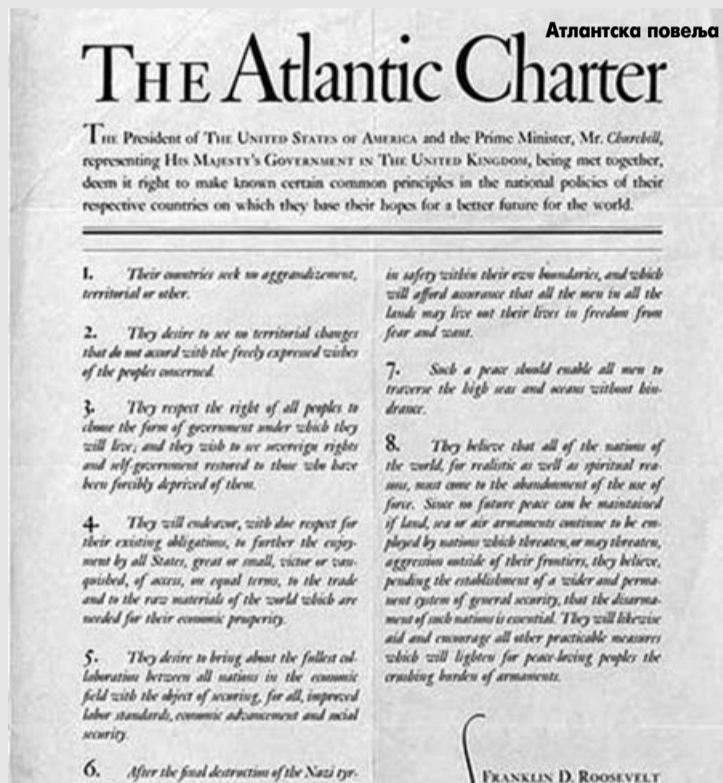 Атлантска повеља
THE Atlantic Charter
THE President of THE UNITED STATES OF AMERICA and the Prime Minister, Mr. Churchill,
representing HIS MAJESTY'S GOVERNMENT IN THE UNITED KINGDOM, being met together,
deem it right to make known certain common principles in the national policies of their
respective countries on which they base their hopes for a better future for the world.
1. Their countries seek no aggrandizement,
territorial or other.
2. They desire to see no territorial changes
that do not accord with the freely expressed wishes
of the peoples concerned.
3. They respect the right of all peoples to
choose the form of government under which they
will live; and they wish to see sovereign rights
and self-government restored to those who have
been forcibly deprived of them.
4. They will endeavor, with due respect for
their existing obligations, to further the enjoy-
ment by all States, great or small, victor or van-
quished, of access, on equal terms, to the trade
and to the raw materials of the world which are
needed for their economic prosperity.
5. They desire to bring about the fullest col-
laboration between all nations in the economic
field with the object of securing, for all, improved
labor standards, economic advancement and social
security.
6. After the final destruction of the Nazi tyr-
in safety within their own boundaries, and which
will afford assurance that all the men in all the
lands may live out their lives in freedom from
fear and want.
7. Such a peace should enable all men to
traverse the high seas and oceans without hin-
drance.
8. They believe that all of the nations of
the world, for realistic as well as spiritual rea-
sons, must come to the abandonment of the use of
force. Since no future peace can be maintained
if land, sea or air armaments continue to be em-
ployed by nations which threaten, or may threaten,
aggression outside of their frontiers, they believe,
pending the establishment of a wider and perma-
nent system of general security, that the disarma-
ment of such nations is essential. They will likewise
aid and encourage all other practicable measures
which will lighten for peace-loving peoples the
crushing burden of armaments.
FRANKLIN D. ROOSEVELT